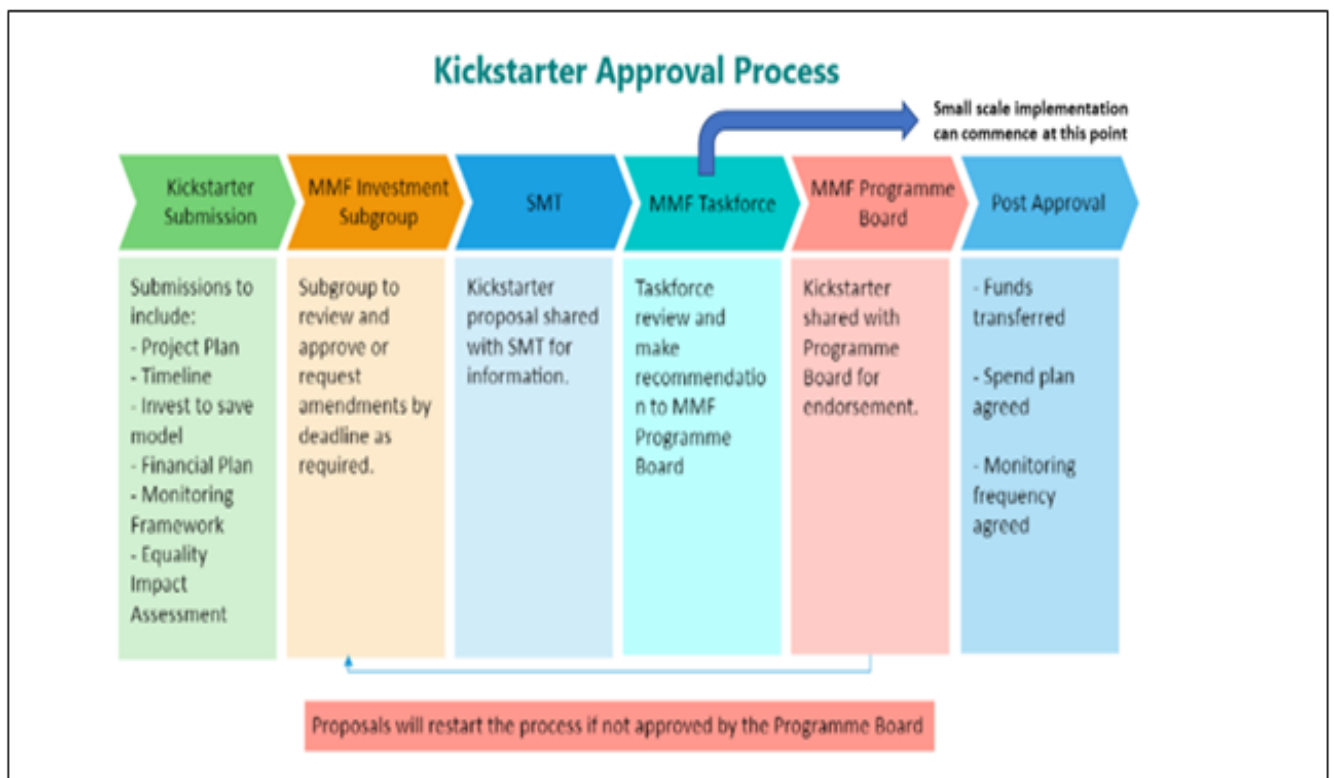 Kickstarter Approval Process
Small scale implementation
can commence at this point
Kickstarter
Submission
MMF Investment
Subgroup
SMT
MMF Taskforce
MMF Programme
Board
Post Approval
Submissions to
include:
- Project Plan
- Timeline
- Invest to save
model
- Financial Plan
- Monitoring
Framework
- Equality
Impact
Assessment
Subgroup to
review and
approve or
request
amendments by
deadline as
required.
Kickstarter
proposal shared
with SMT for
information.
Taskforce
review and
make
recommendatio
n to MMF
Programme
Board
Kickstarter
shared with
Programme
Board for
endorsement.
- Funds
transferred
- Spend plan
agreed
- Monitoring
frequency
agreed
Proposals will restart the process if not approved by the Programme Board